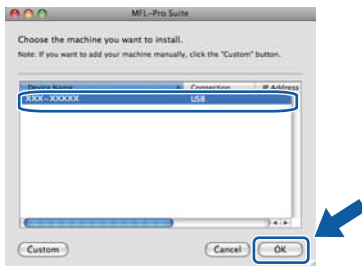 MFL-Pro Suite
Choose the machine you want to install.
Note: If you want to add your machine manually, click the "Custom" button.
Device Name Connection IP Address
XXX-XXXXX USB
Custom Cancel OK